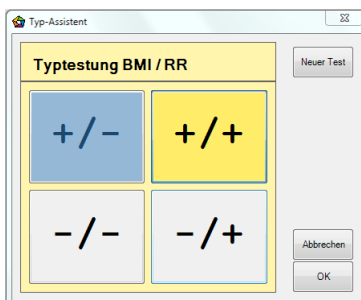 Typ-Assistent
Typtestung BMI / RR
Neuer Test
+/-
+/+
-/-
-/+
Abbrechen
OK